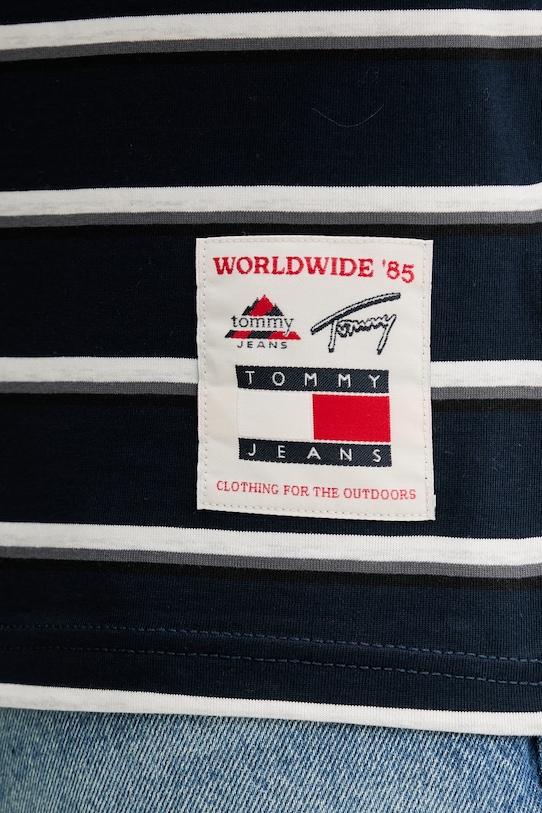 WORLDWIDE '85
tommy
JEANS
Tommy
TOMMY
JEANS
CLOTHING FOR THE OUTDOORS